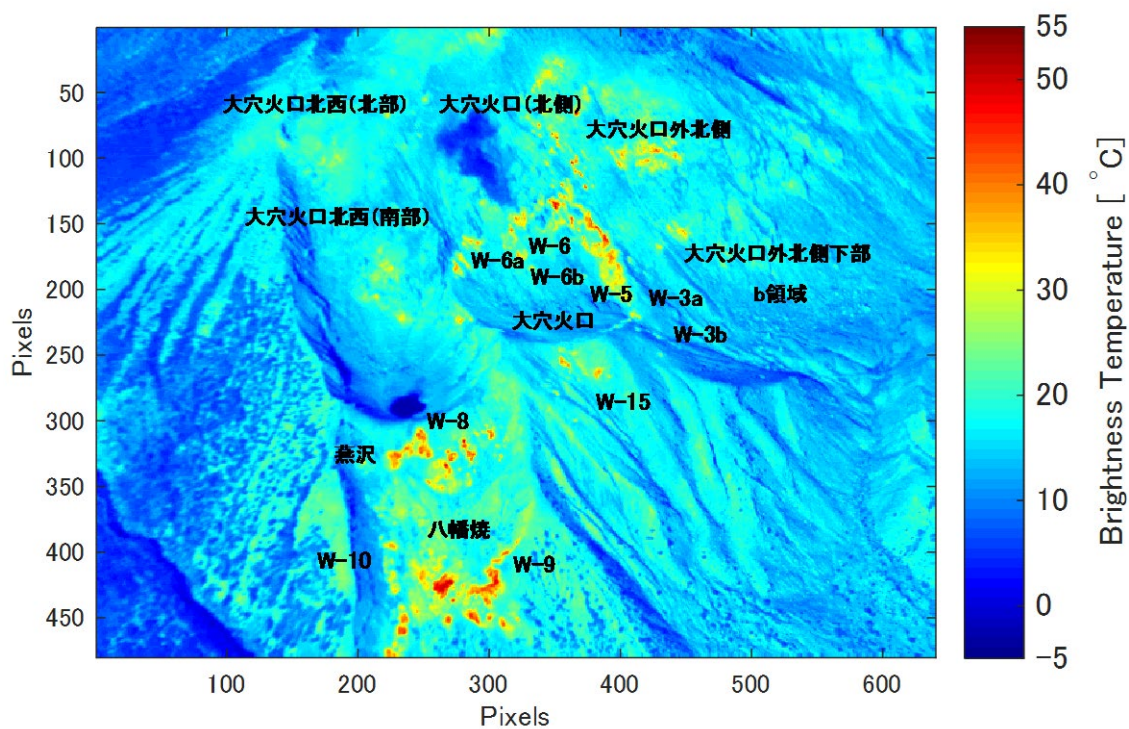 50
100
150
200
250
300
350
400
450
Pixels
100
200
300
400
500
600
Pixels
大穴火口北西(北部)
大穴火口(北側)
大穴火口外北側
大穴火口北西(南部)
W-6
W-6a
W-6b
大穴火口外北側下部
W-5
W-3a
b領域
大穴火口
W-3b
W-15
W-8
燕沢
八幡焼
W-10
W-9
55
50
40
30
20
10
0
-5
Brightness Temperature [ °C]